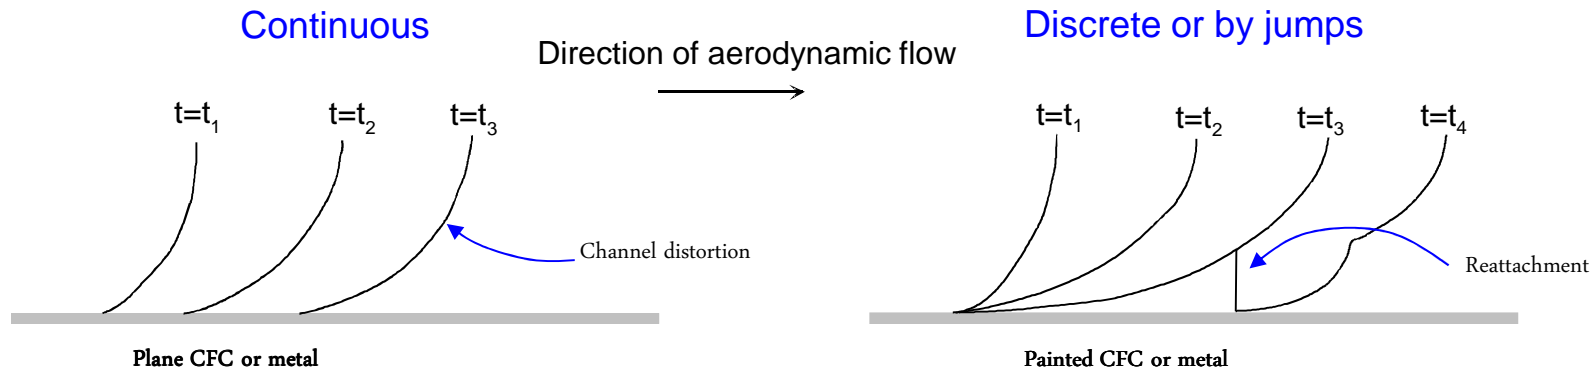 Continuous
Direction of aerodynamic flow
Discrete or by jumps
t=t1
t=t2
t=t3
t=t1
t=t2
t=t3
t=t4
Channel distortion
Reattachment
Plane CFC or metal
Painted CFC or metal